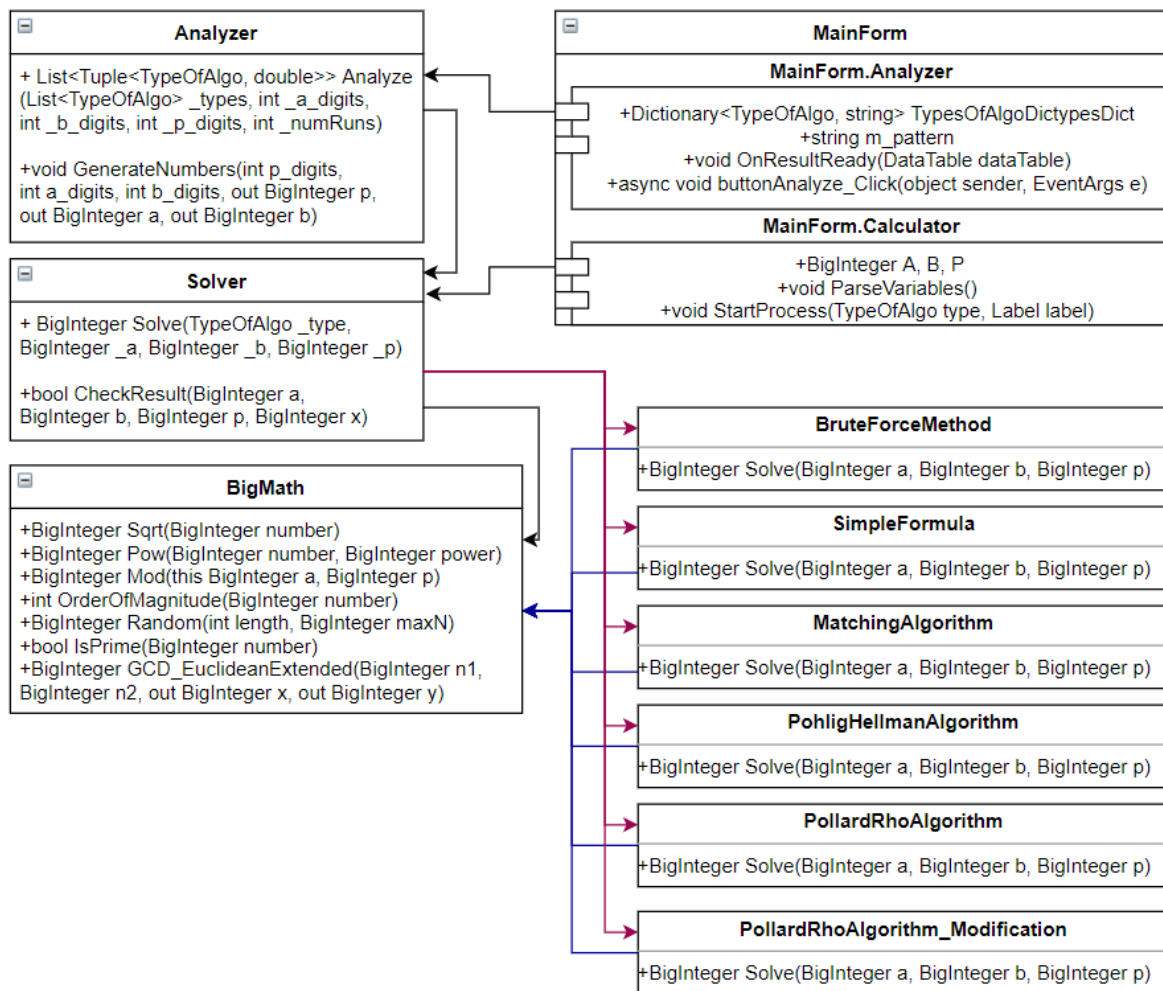 Analyzer
+ List<Tuple<TypeOfAlgo, double>> Analyze
(List<TypeOfAlgo> _types, int _a_digits,
int _b_digits, int _p_digits, int _numRuns)
+void GenerateNumbers(int p_digits,
int a_digits, int b_digits, out BigInteger p,
out BigInteger a, out BigInteger b)
MainForm
MainForm.Analyzer
+Dictionary<TypeOfAlgo, string> TypesOfAlgoDictypesDict
+string m_pattern
+void OnResultReady(DataTable dataTable)
+async void buttonAnalyze_Click(object sender, EventArgs e)
MainForm.Calculator
+BigInteger A, B, P
+void ParseVariables()
+void StartProcess(TypeOfAlgo type, Label label)
Solver
+ BigInteger Solve(TypeOfAlgo _type,
BigInteger _a, BigInteger _b, BigInteger _p)
+bool CheckResult(BigInteger a,
BigInteger b, BigInteger p, BigInteger x)
BigMath
+BigInteger Sqrt(BigInteger number)
+BigInteger Pow(BigInteger number, BigInteger power)
+BigInteger Mod(this BigInteger a, BigInteger p)
+int OrderOfMagnitude(BigInteger number)
+BigInteger Random(int length, BigInteger maxN)
+bool IsPrime(BigInteger number)
+BigInteger GCD_EuclideanExtended(BigInteger n1,
BigInteger n2, out BigInteger x, out BigInteger y)
BruteForceMethod
+BigInteger Solve(BigInteger a, BigInteger b, BigInteger p)
SimpleFormula
+BigInteger Solve(BigInteger a, BigInteger b, BigInteger p)
MatchingAlgorithm
+BigInteger Solve(BigInteger a, BigInteger b, BigInteger p)
PohligHellmanAlgorithm
+BigInteger Solve(BigInteger a, BigInteger b, BigInteger p)
PollardRhoAlgorithm
+BigInteger Solve(BigInteger a, BigInteger b, BigInteger p)
PollardRhoAlgorithm_Modification
+BigInteger Solve(BigInteger a, BigInteger b, BigInteger p)